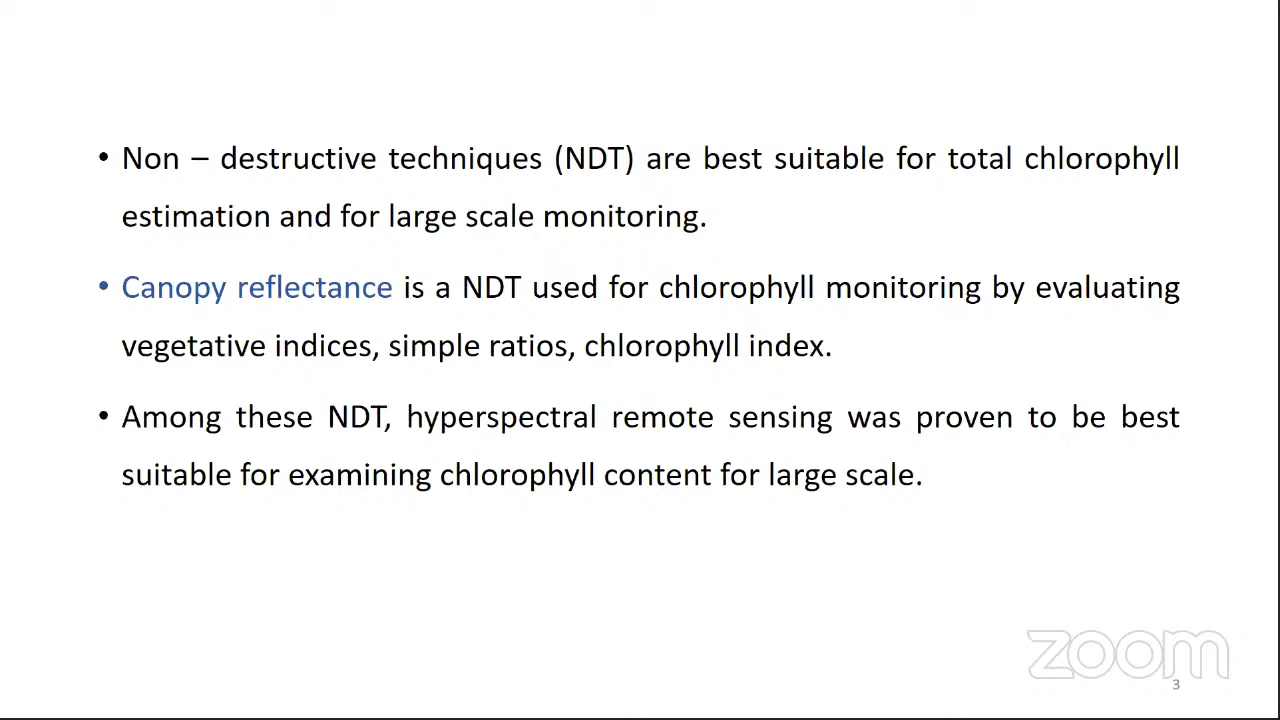 • Non – destructive techniques (NDT) are best suitable for total chlorophyll
estimation and for large scale monitoring.
• Canopy reflectance is a NDT used for chlorophyll monitoring by evaluating
vegetative indices, simple ratios, chlorophyll index.
• Among these NDT, hyperspectral remote sensing was proven to be best
suitable for examining chlorophyll content for large scale.
zoom
3